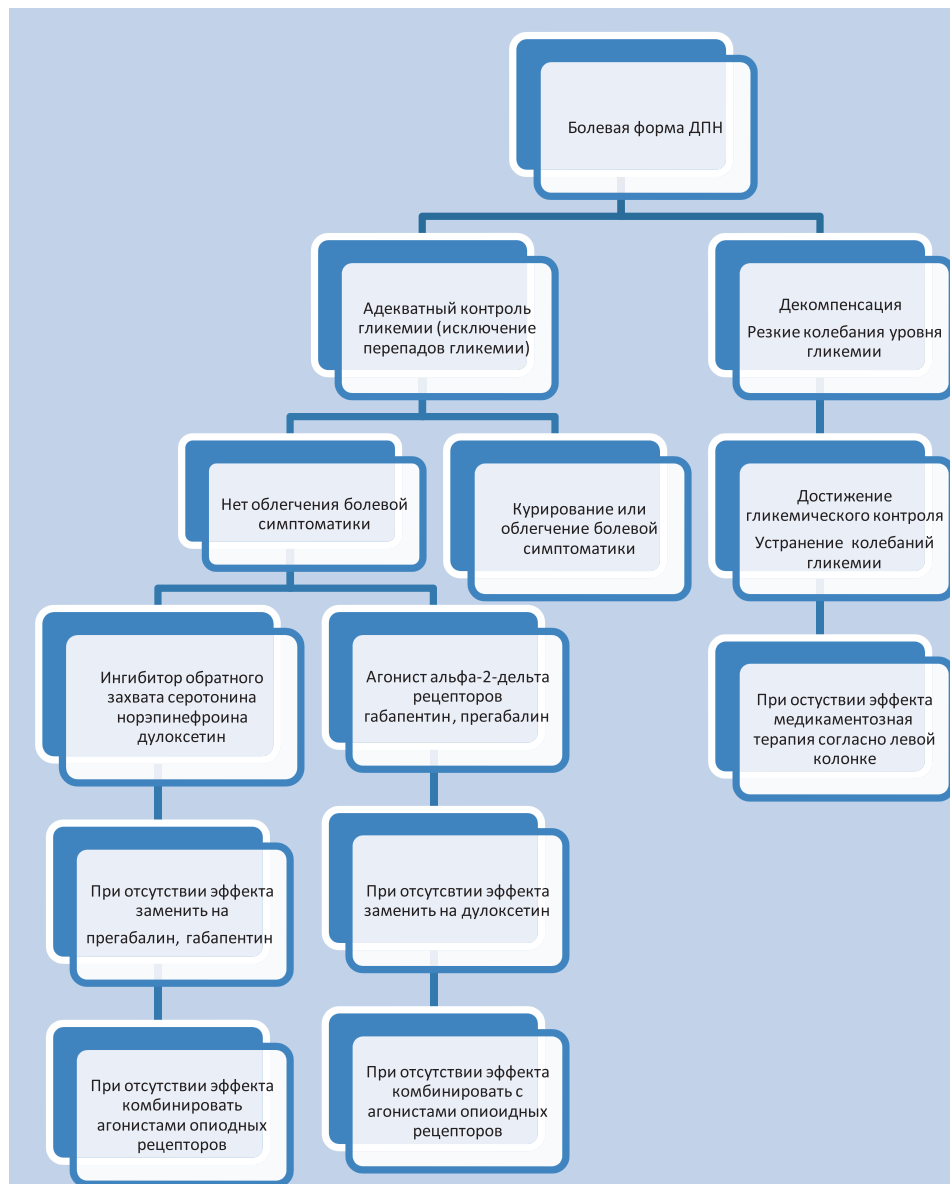 Болевая форма ДПН
Адекватный контроль
гликемии (исключение
перепадов гликемии)
Декомпенсация
Резкие колебания уровня
гликемии
Нет облегчения болевой
симптоматики
Курирование или
облегчение болевой
симптоматики
Достижение
гликемического контроля
Устранение колебаний
гликемии
Ингибитор обратного
захвата серотонина
норэпинефроина
дулоксетин
Агонист альфа-2-дельта
рецепторов
габапентин, прегабалин
При остуствии эффекта
медикаментозная
терапия согласно левой
колонке
При отсутствии эффекта
заменить на
прегабалин, габапентин
При отсутсвтии эффекта
заменить на дулоксетин
При отсутствии эффекта
комбинировать
агонистами опиодных
рецепторов
При отсутствии эффекта
комбинировать с
агонистами опиоидных
рецепторов